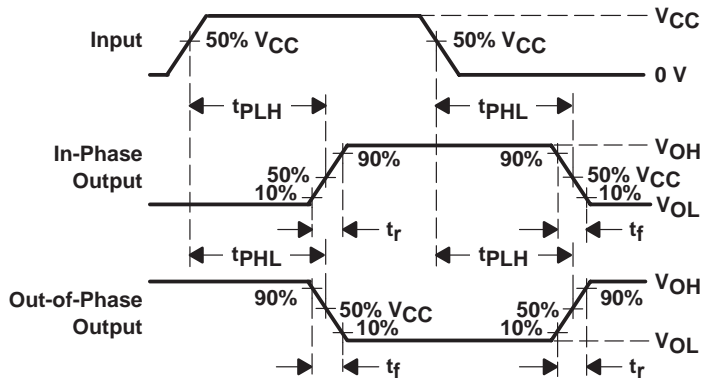 VCC
Input
50% VCC
50% VCC
0 V
tPLH
tPHL
In-Phase
Output
90%
90%
VOH
50%
50% VCC
10%
10%
VOL
tr
tf
tPHL
tPLH
Out-of-Phase
Output
90%
90%
VOH
50% VCC
50%
10%
10%
VOL
tf
tr